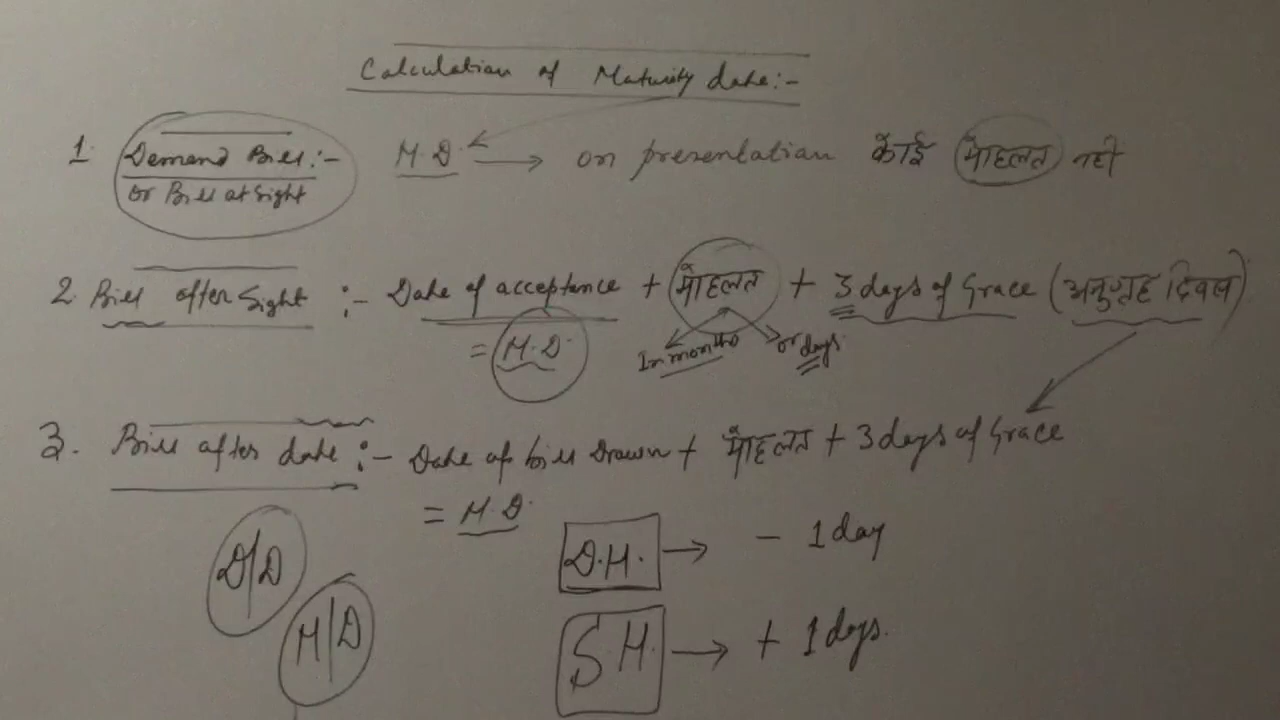 Calculation of Maturity date:-
1. Demand Bill:- M.D → on presentation कोई मोहलत नही
or Bill at Sight
2. Bill after Sight :- Date of acceptance + मोहलत + 3 days of Grace (अनुग्रह दिवस)
= M.D. In months or days
3. Bill after date :- Date of bill Drawn + मोहलत + 3 days of Grace
= M.D.
D/D D.H. → - 1 day
M/D S.H. → + 1 days.